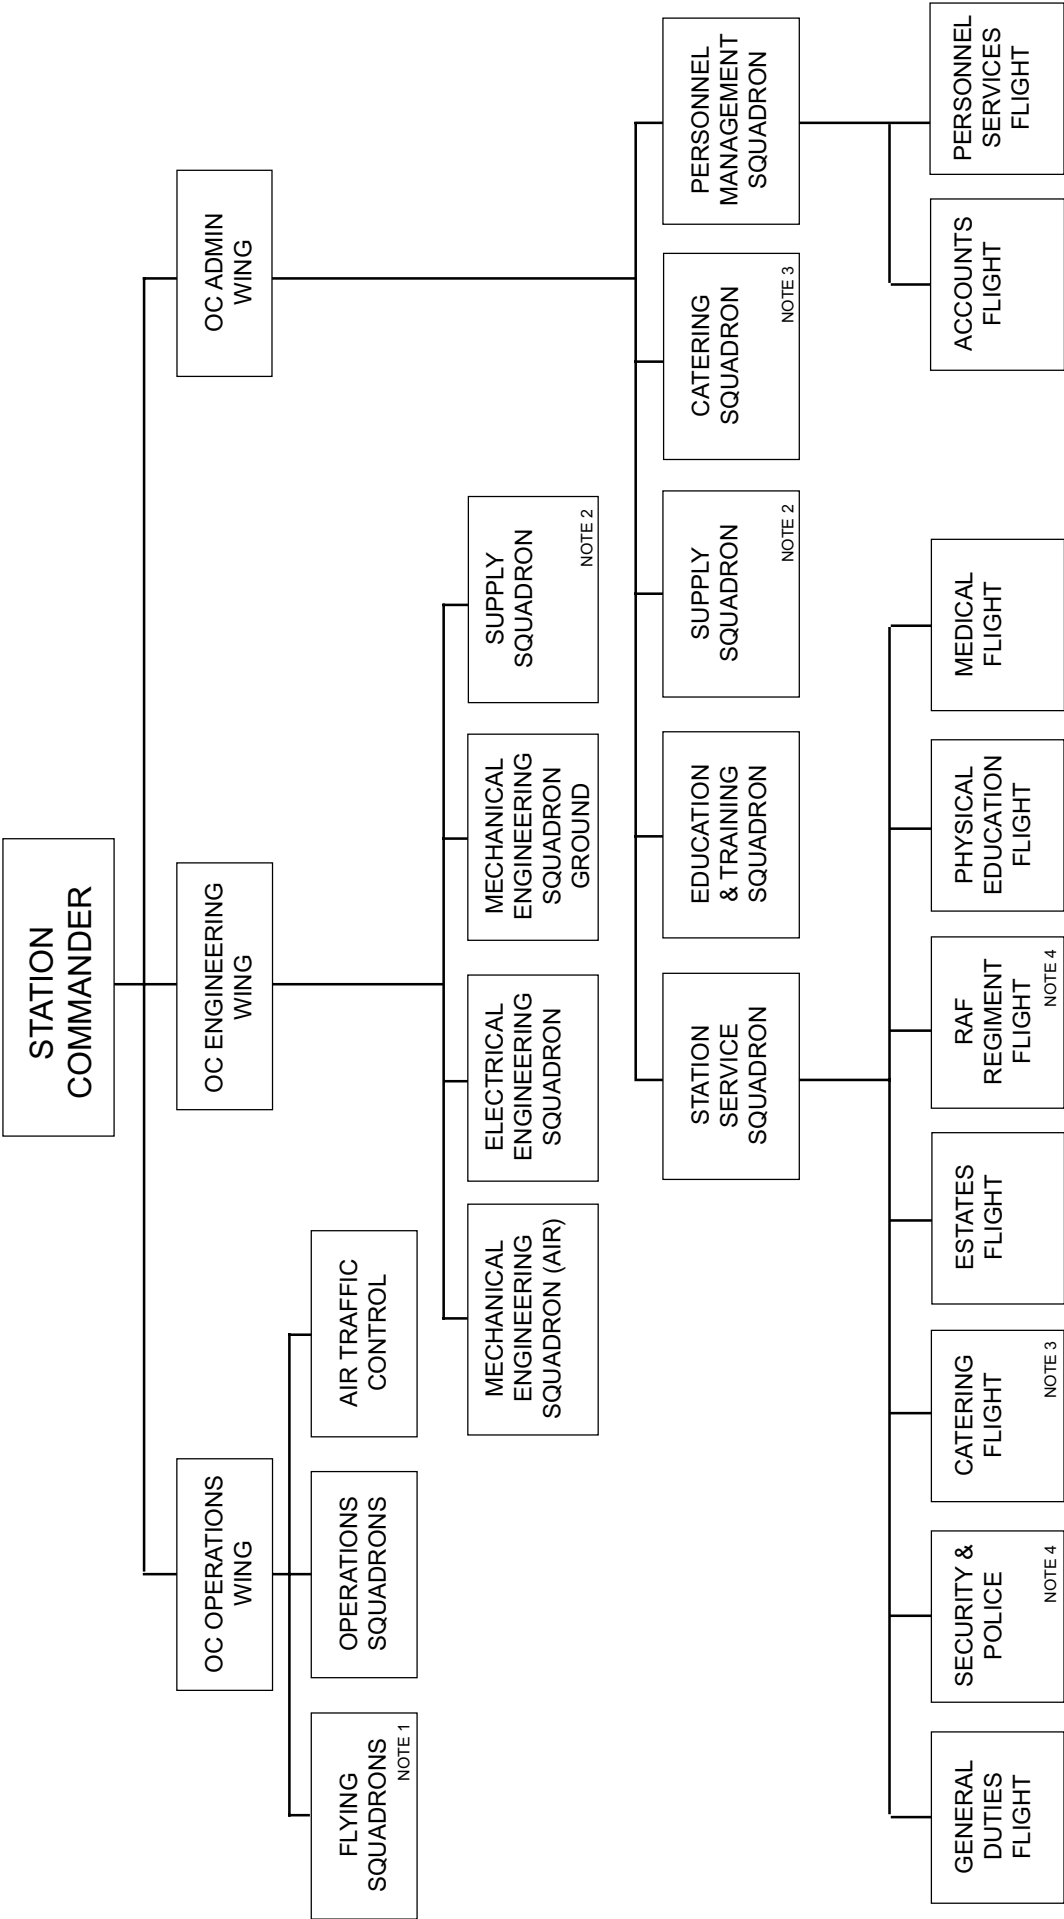 STATION
COMMANDER
OC OPERATIONS
WING
OC ENGINEERING
WING
OC ADMIN
WING
FLYING
SQUADRONS
NOTE 1
OPERATIONS
SQUADRONS
AIR TRAFFIC
CONTROL
MECHANICAL
ENGINEERING
SQUADRON (AIR)
ELECTRICAL
ENGINEERING
SQUADRON
MECHANICAL
ENGINEERING
SQUADRON
GROUND
SUPPLY
SQUADRON
NOTE 2
STATION
SERVICE
SQUADRON
EDUCATION
& TRAINING
SQUADRON
SUPPLY
SQUADRON
NOTE 2
CATERING
SQUADRON
NOTE 3
PERSONNEL
MANAGEMENT
SQUADRON
GENERAL
DUTIES
FLIGHT
SECURITY &
POLICE
NOTE 4
CATERING
FLIGHT
NOTE 3
ESTATES
FLIGHT
RAF
REGIMENT
FLIGHT
NOTE 4
PHYSICAL
EDUCATION
FLIGHT
MEDICAL
FLIGHT
ACCOUNTS
FLIGHT
PERSONNEL
SERVICES
FLIGHT